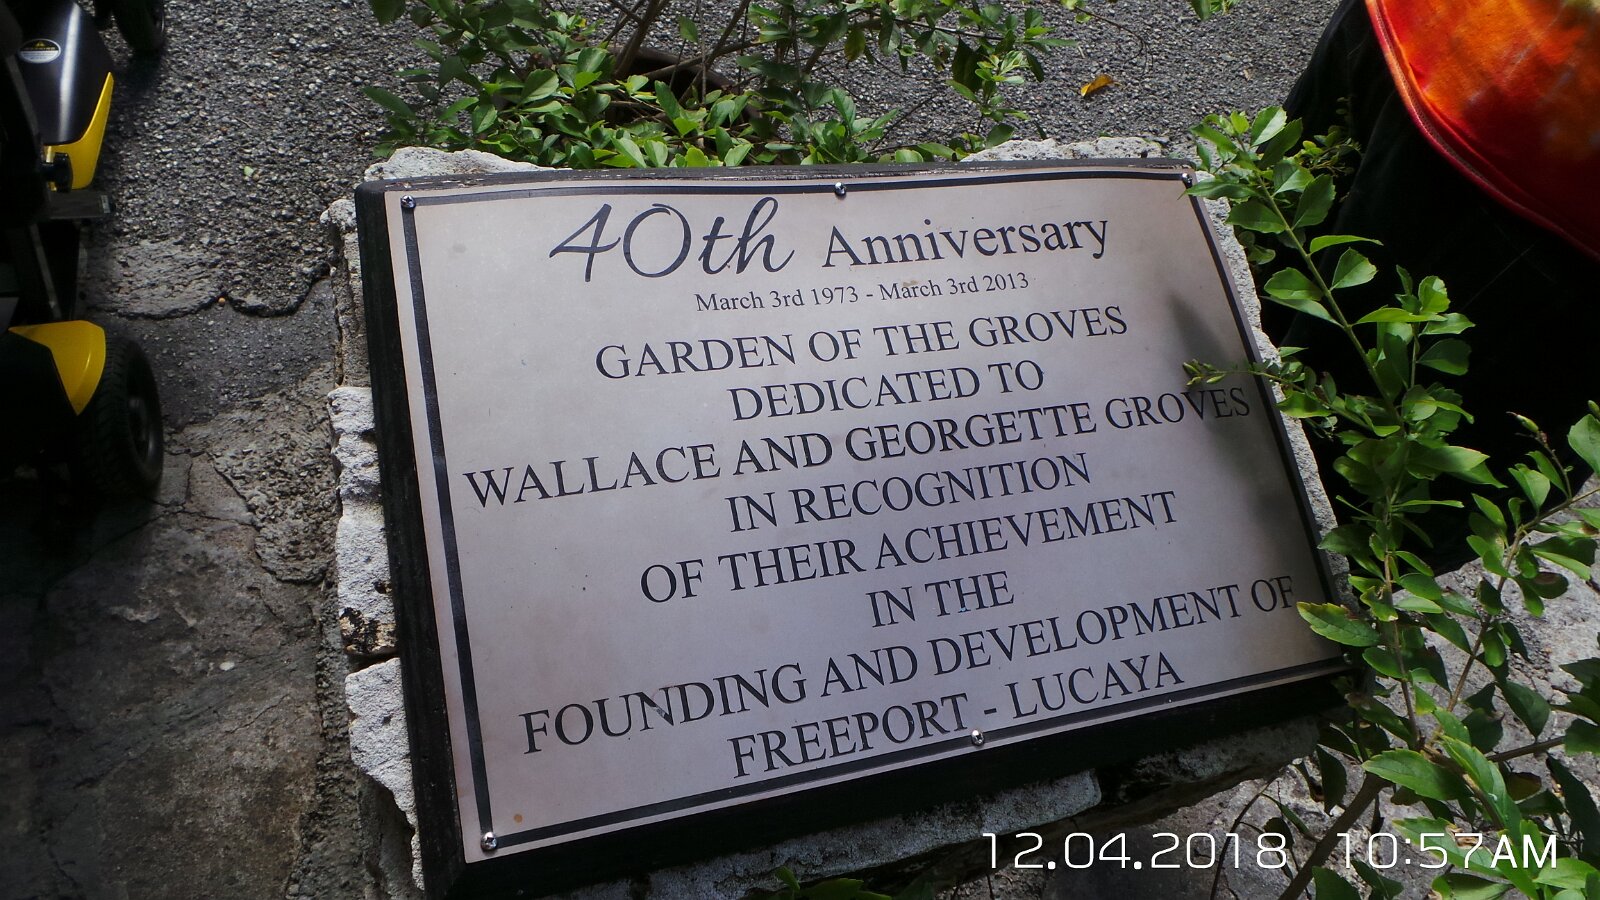 40th Anniversary
March 3rd 1973 - March 3rd 2013
GARDEN OF THE GROVES
DEDICATED TO
WALLACE AND GEORGETTE GROVES
IN RECOGNITION
OF THEIR ACHIEVEMENT
IN THE
FOUNDING AND DEVELOPMENT OF
FREEPORT - LUCAYA
12.04.2018 10:57AM